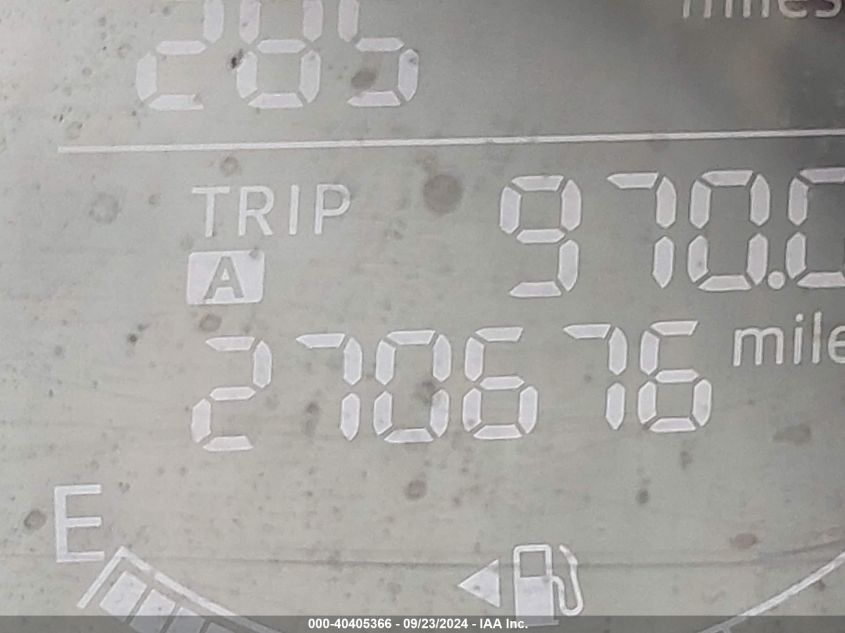 285 miles
TRIP 970.0
A
270676 mile
E
000-40405366 - 09/23/2024 - IAA Inc.